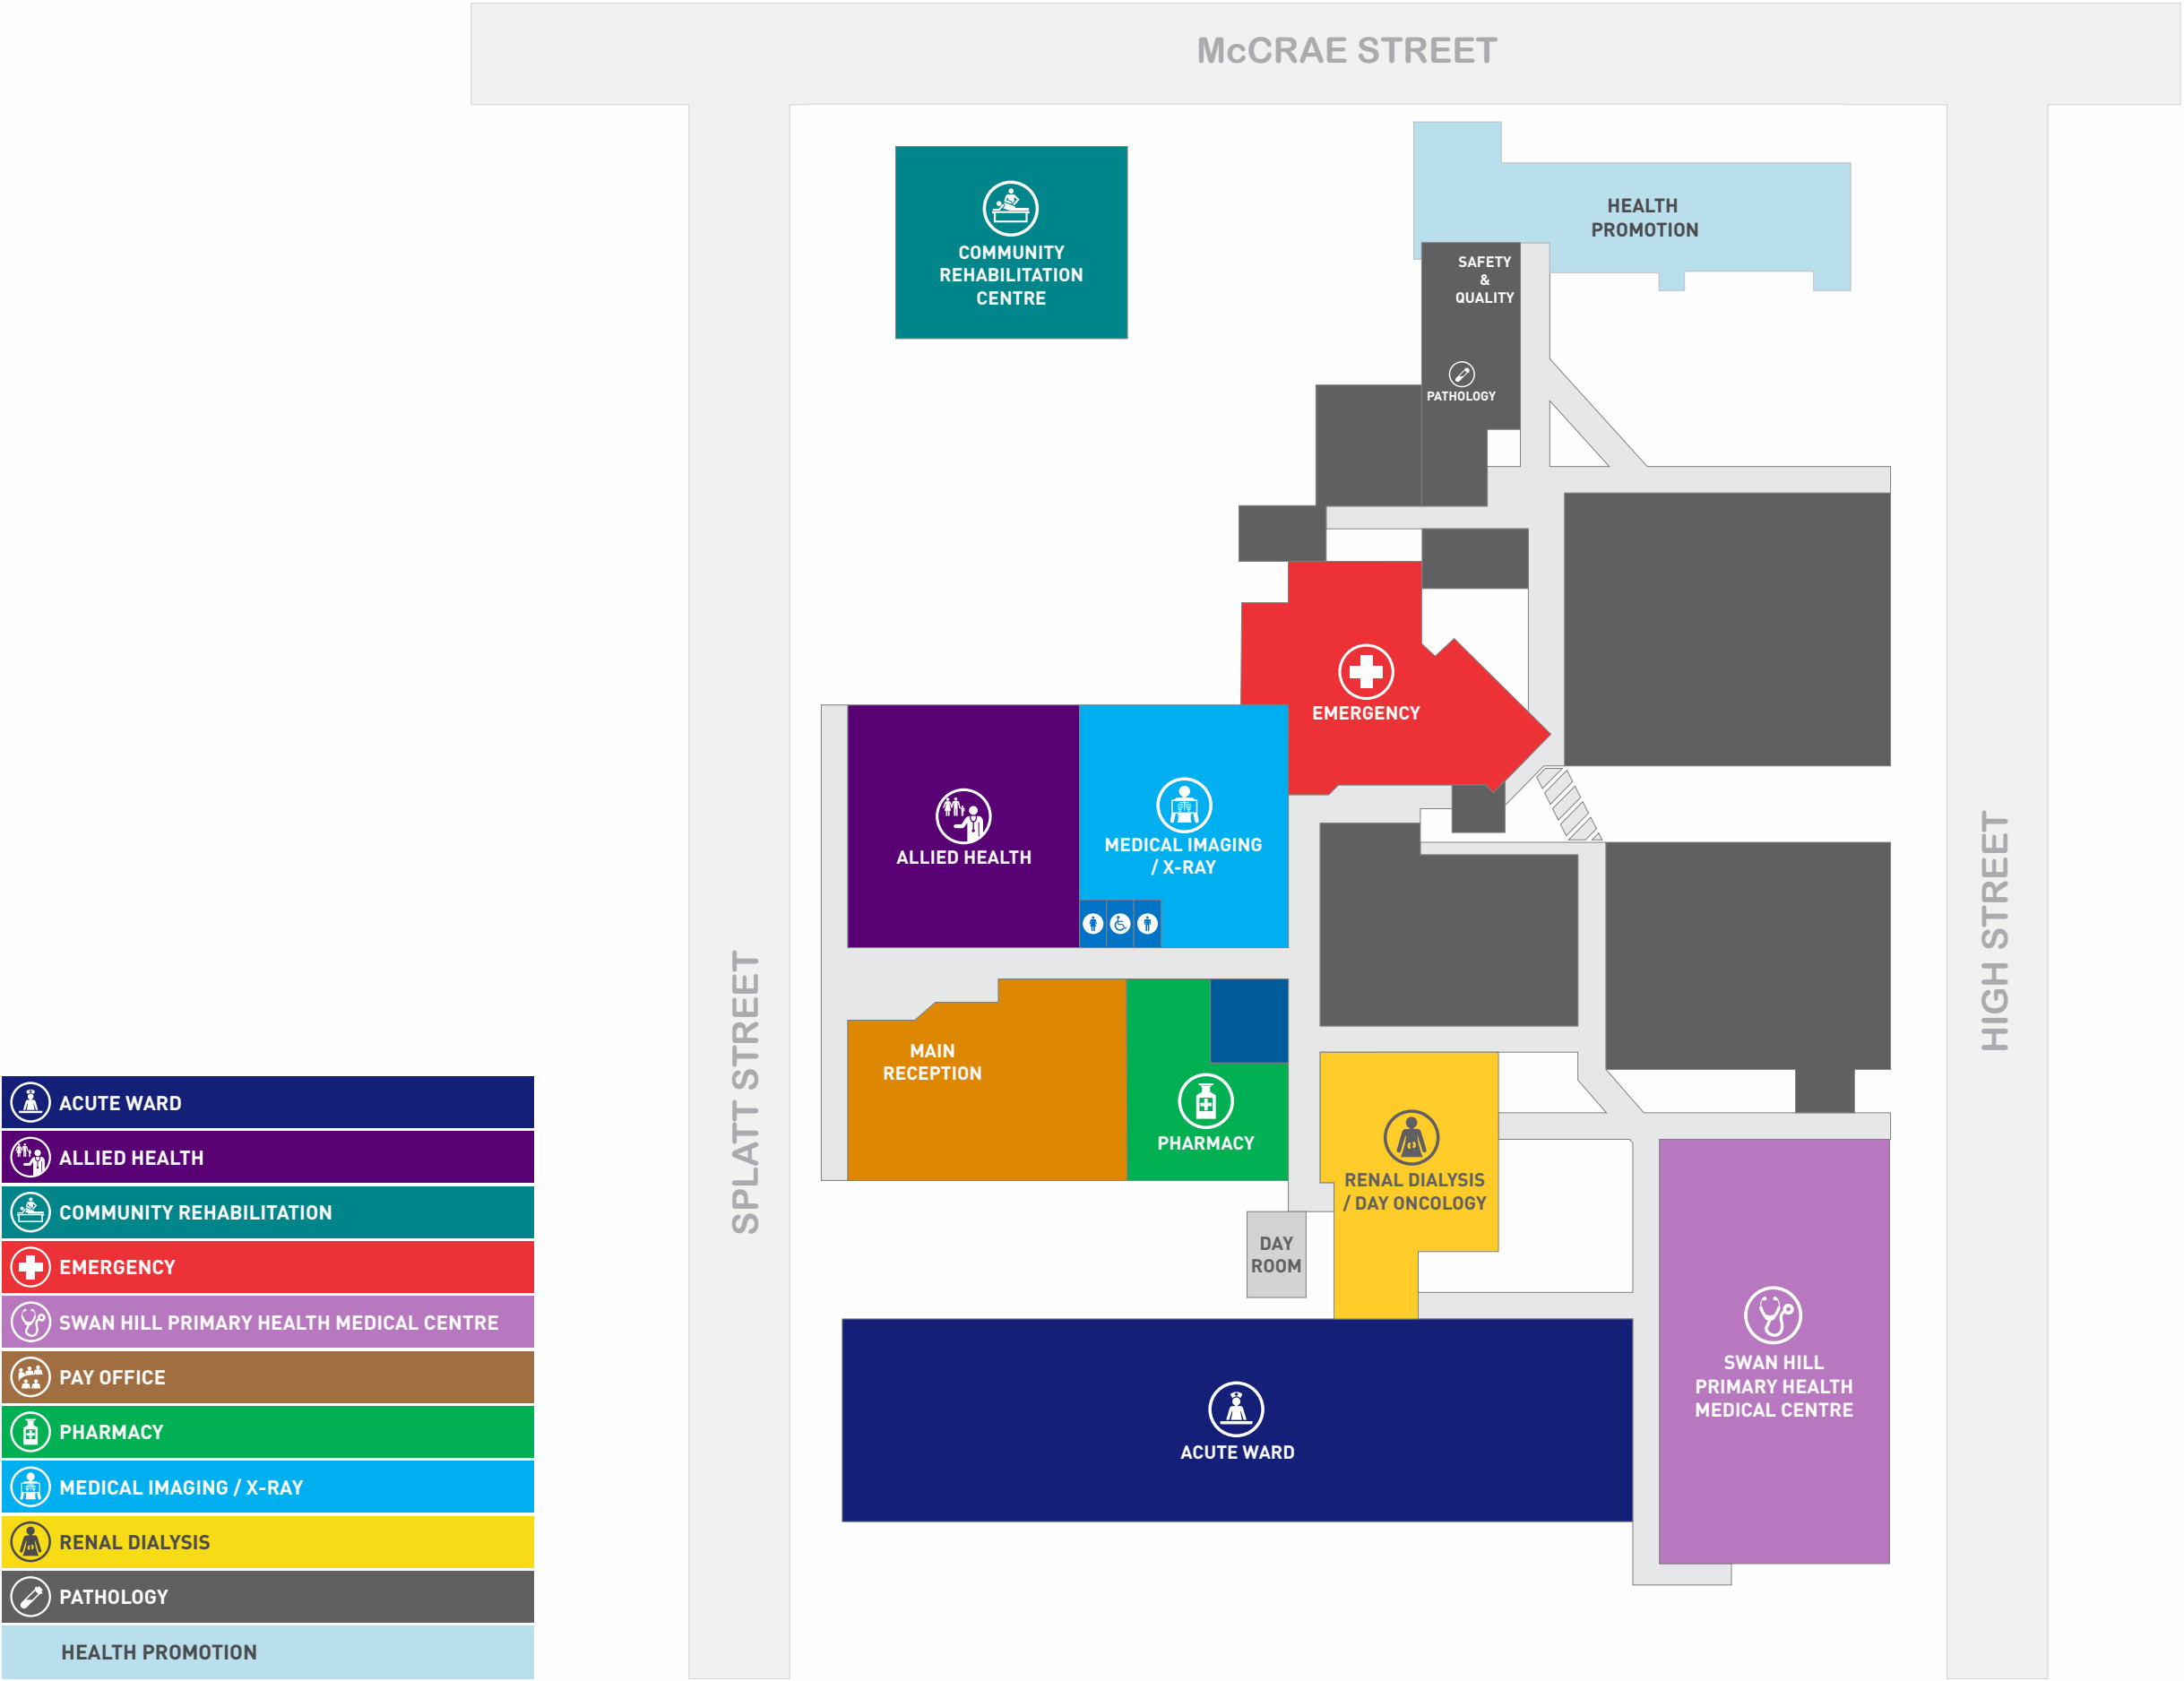 McCRAE STREET
COMMUNITY
REHABILITATION
CENTRE
HEALTH
PROMOTION
SAFETY
&
QUALITY
PATHOLOGY
EMERGENCY
ALLIED HEALTH
MEDICAL IMAGING
/ X-RAY
SPLATT STREET
HIGH STREET
MAIN
RECEPTION
PHARMACY
RENAL DIALYSIS
/ DAY ONCOLOGY
DAY
ROOM
SWAN HILL
PRIMARY HEALTH
MEDICAL CENTRE
ACUTE WARD
ACUTE WARD
ALLIED HEALTH
COMMUNITY REHABILITATION
EMERGENCY
SWAN HILL PRIMARY HEALTH MEDICAL CENTRE
PAY OFFICE
PHARMACY
MEDICAL IMAGING / X-RAY
RENAL DIALYSIS
PATHOLOGY
HEALTH PROMOTION